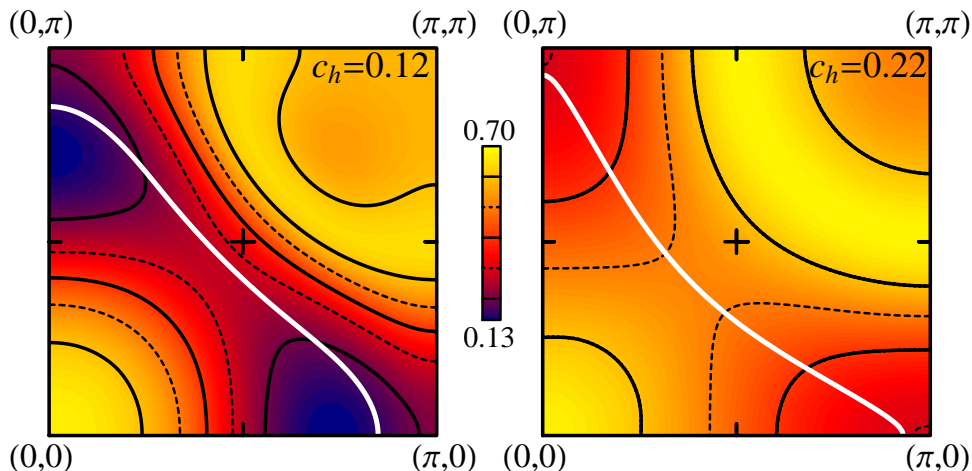 (0,π) (π,π) (0,π) (π,π)
c_h=0.12 c_h=0.22
0.70
0.13
(0,0) (π,0) (0,0) (π,0)